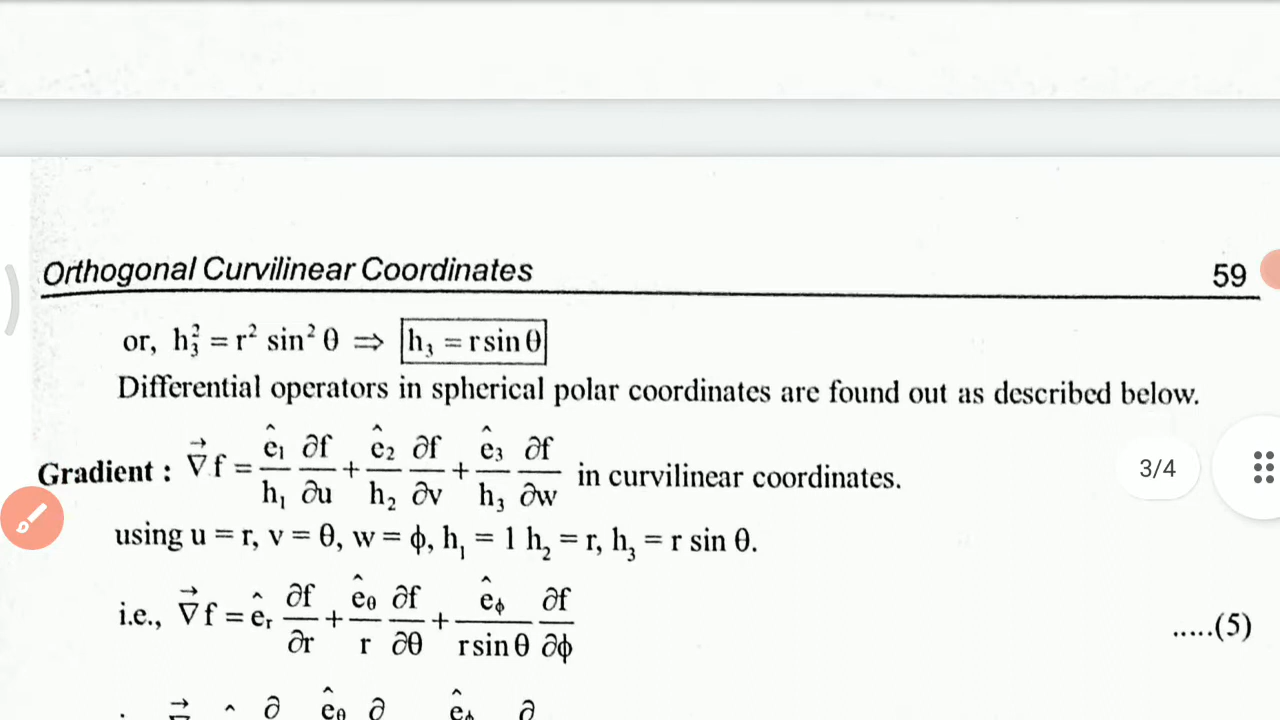 Orthogonal Curvilinear Coordinates 59
or, h₃² = r² sin² θ ⇒ h₃ = r sin θ
Differential operators in spherical polar coordinates are found out as described below.
Gradient : ∇⃗ f = ê₁/h₁ ∂f/∂u + ê₂/h₂ ∂f/∂v + ê₃/h₃ ∂f/∂w in curvilinear coordinates.
3/4
using u = r, v = θ, w = ϕ, h₁ = 1 h₂ = r, h₃ = r sin θ.
i.e., ∇⃗ f = êᵣ ∂f/∂r + ê_θ/r ∂f/∂θ + ê_ϕ/(r sin θ) ∂f/∂ϕ .....(5)